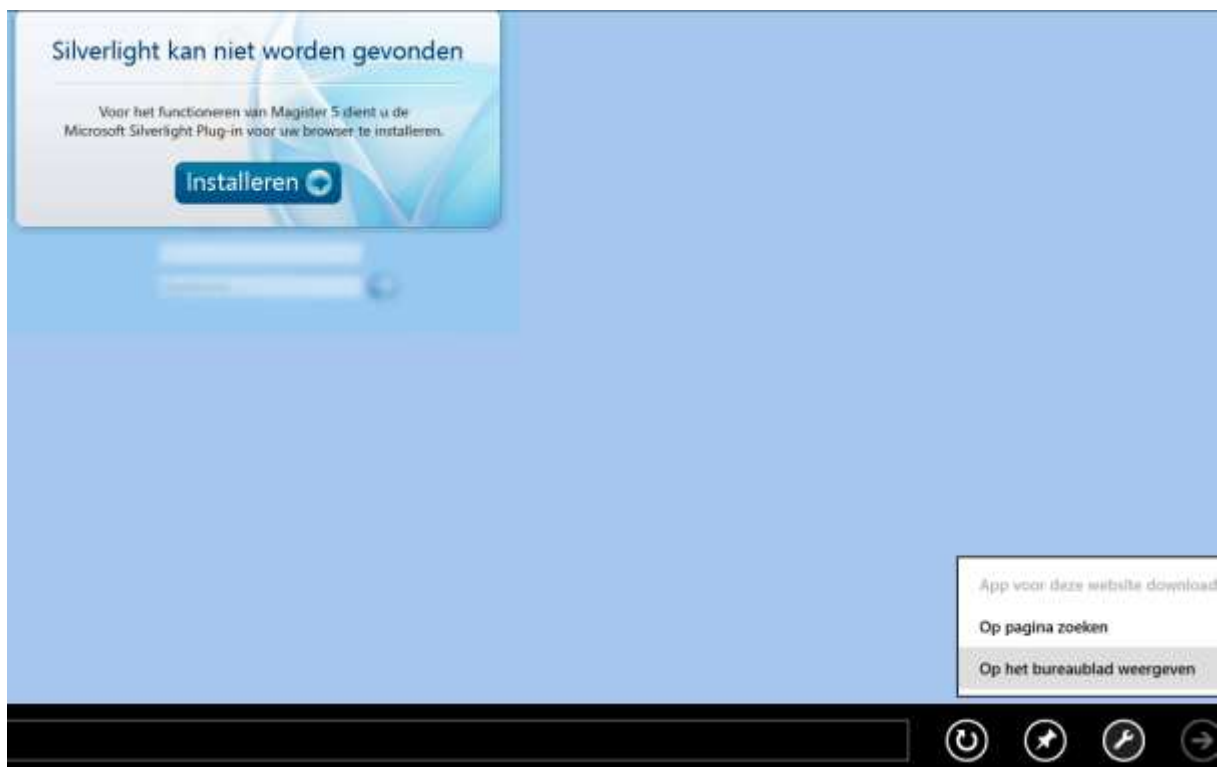 Silverlight kan niet worden gevonden
Voor het functioneren van Magister 5 dient u de
Microsoft Silverlight Plug-in voor uw browser te installeren.
Installeren
App voor deze website download
Op pagina zoeken
Op het bureaublad weergeven